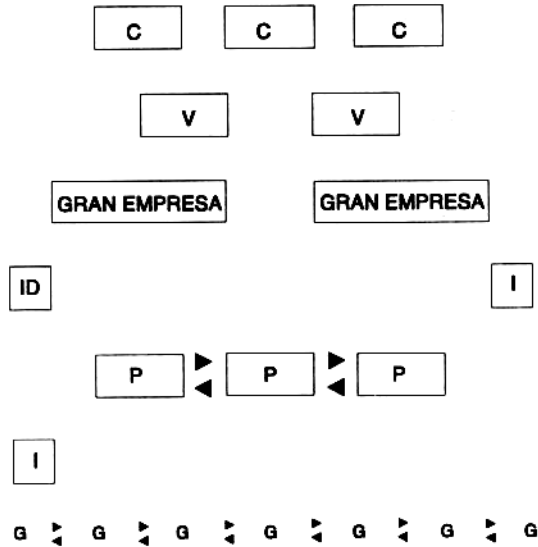 C C C
V V
GRAN EMPRESA GRAN EMPRESA
ID I
P P P
I
G G G G G G G